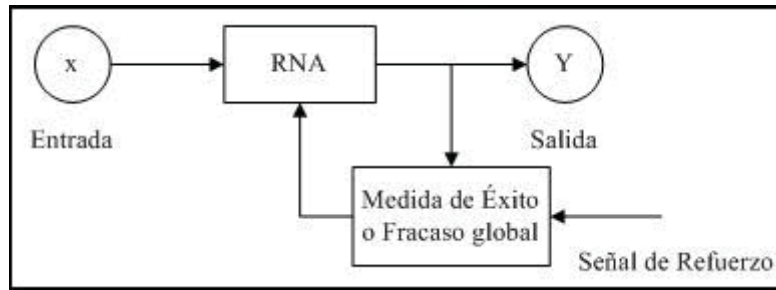 x
RNA
Y
Entrada
Salida
Medida de Éxito
o Fracaso global
Señal de Refuerzo